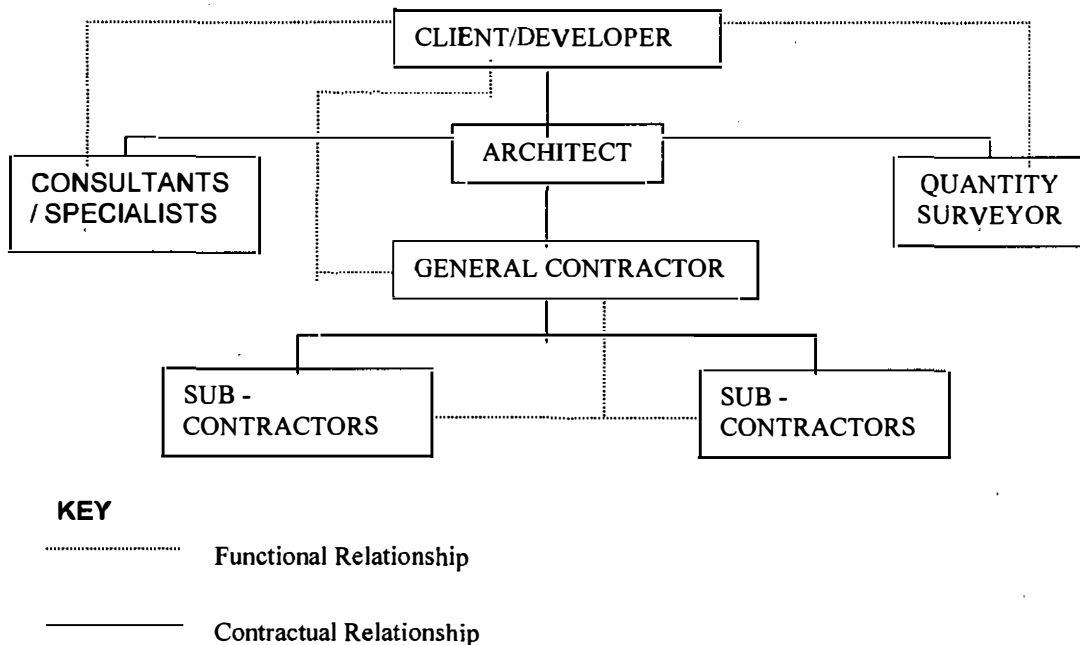 CLIENT/DEVELOPER
ARCHITECT
CONSULTANTS
/ SPECIALISTS
QUANTITY
SURVEYOR
GENERAL CONTRACTOR
SUB -
CONTRACTORS
SUB -
CONTRACTORS
KEY
Functional Relationship
Contractual Relationship